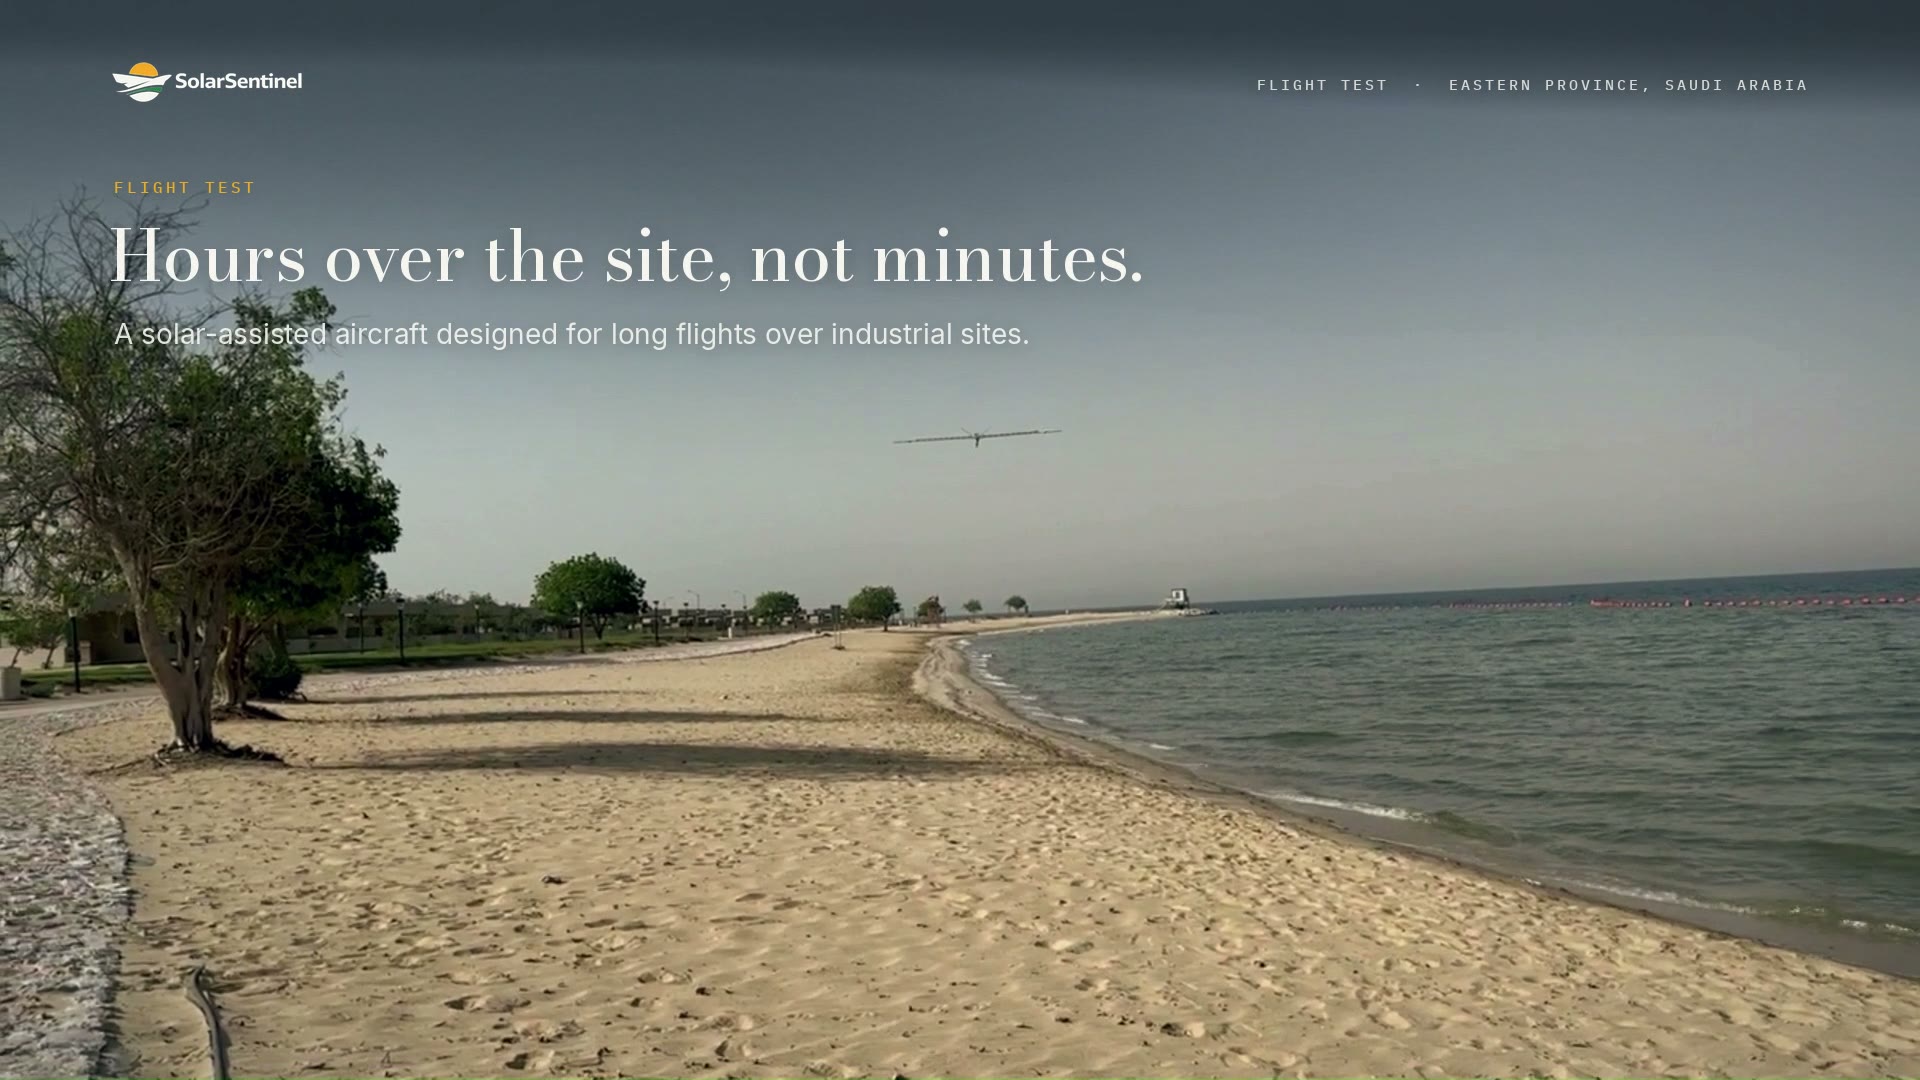 SolarSentinel
FLIGHT TEST · EASTERN PROVINCE, SAUDI ARABIA
FLIGHT TEST
Hours over the site, not minutes.
A solar-assisted aircraft designed for long flights over industrial sites.